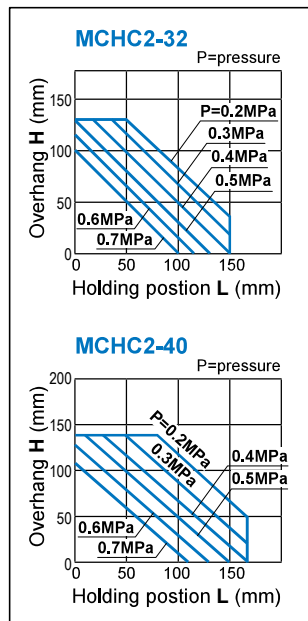 MCHC2-32
P=pressure
Overhang H (mm)
150
100
50
0
P=0.2MPa
0.3MPa
0.4MPa
0.5MPa
0.6MPa
0.7MPa
0 50 100 150
Holding postion L (mm)
MCHC2-40
P=pressure
Overhang H (mm)
200
150
100
50
0
P=0.2MPa
0.3MPa
0.4MPa
0.5MPa
0.6MPa
0.7MPa
0 50 100 150
Holding postion L (mm)